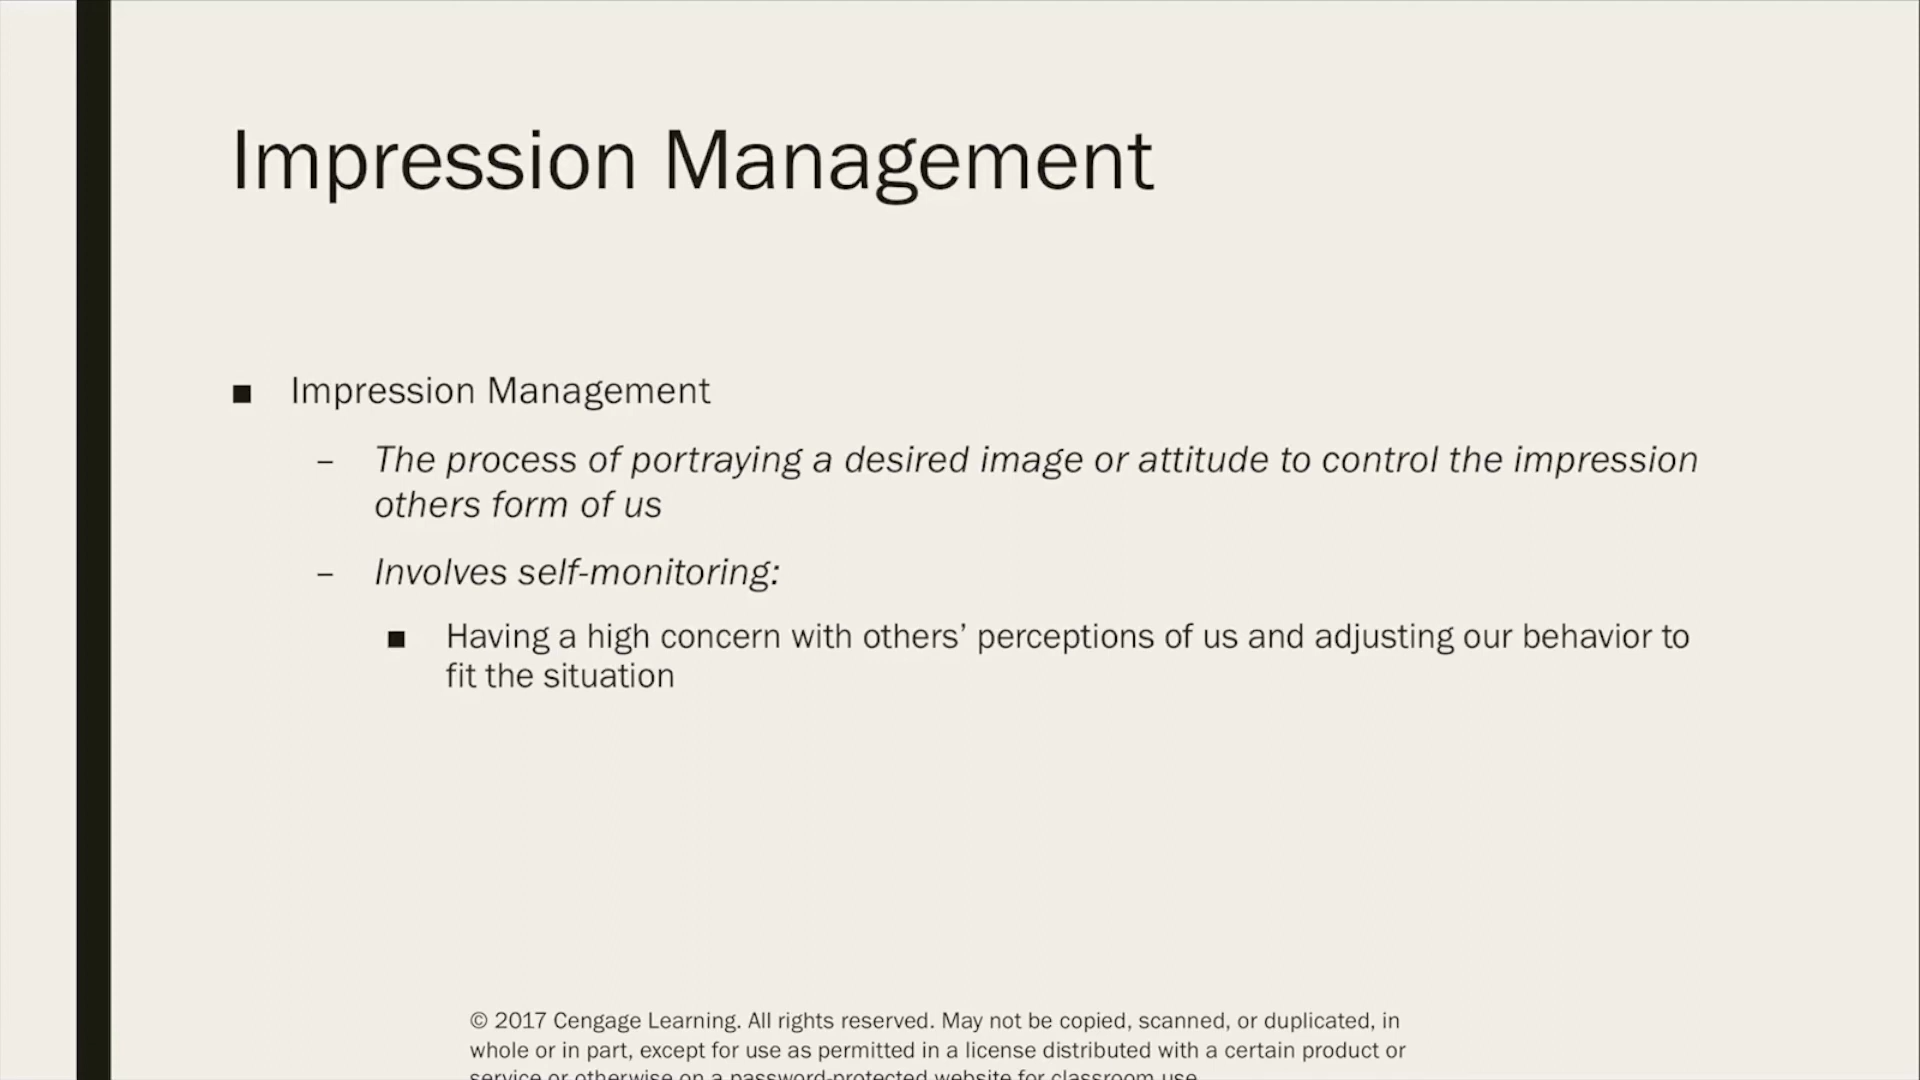 Impression Management
■ Impression Management
– The process of portraying a desired image or attitude to control the impression
others form of us
– Involves self-monitoring:
■ Having a high concern with others’ perceptions of us and adjusting our behavior to
fit the situation
© 2017 Cengage Learning. All rights reserved. May not be copied, scanned, or duplicated, in
whole or in part, except for use as permitted in a license distributed with a certain product or
service or otherwise on a password-protected website for classroom use